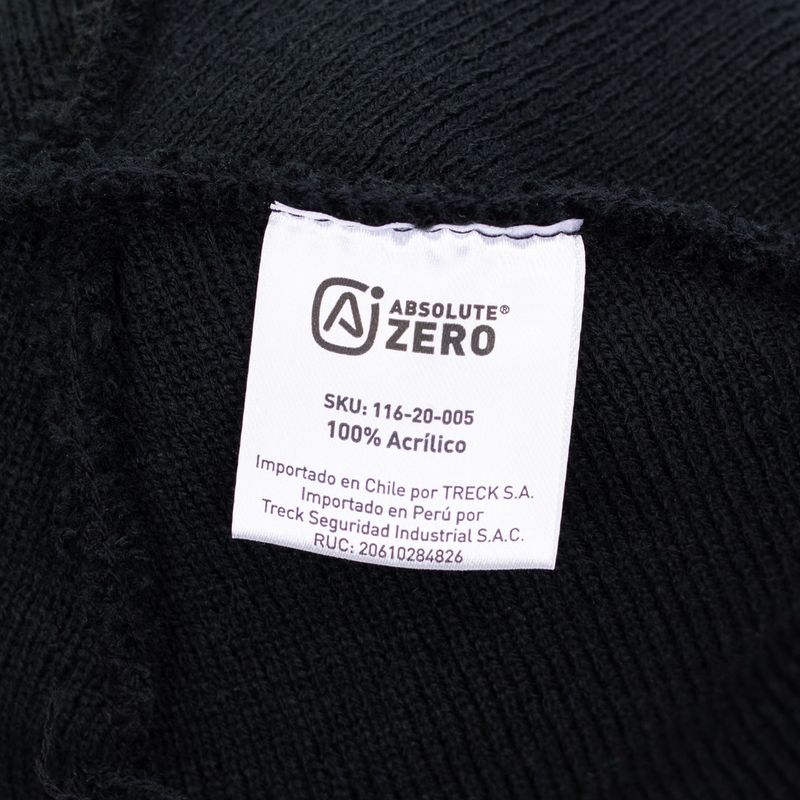 ABSOLUTE®
ZERO
SKU: 116-20-005
100% Acrílico
Importado en Chile por TRECK S.A.
Importado en Perú por
Treck Seguridad Industrial S.A.C.
RUC: 20610284826